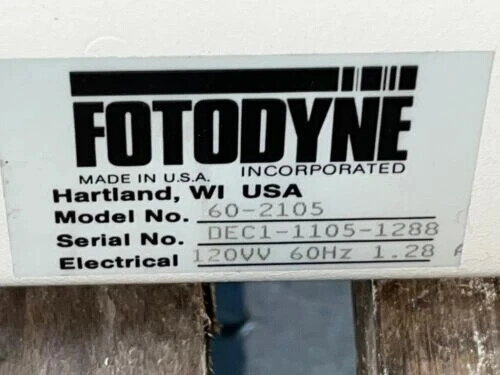 FOTODYNE
MADE IN U.S.A. INCORPORATED
Hartland, WI USA
Model No. 60-2105
Serial No. DEC1-1105-1288
Electrical 120VV 60Hz 1.28 A